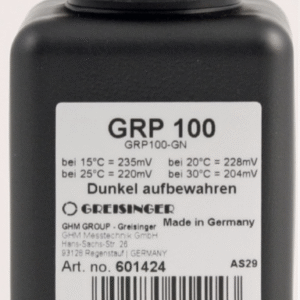 GRP 100
GRP100-GN
bei 15°C = 235mV bei 20°C = 228mV
bei 25°C = 220mV bei 30°C = 204mV
Dunkel aufbewahren
GREISINGER
Made in Germany
GHM GROUP - Greisinger
GHM Messtechnik GmbH
Hans-Sachs-Str. 26
93128 Regenstauf | GERMANY
Art. no. 601424 AS29